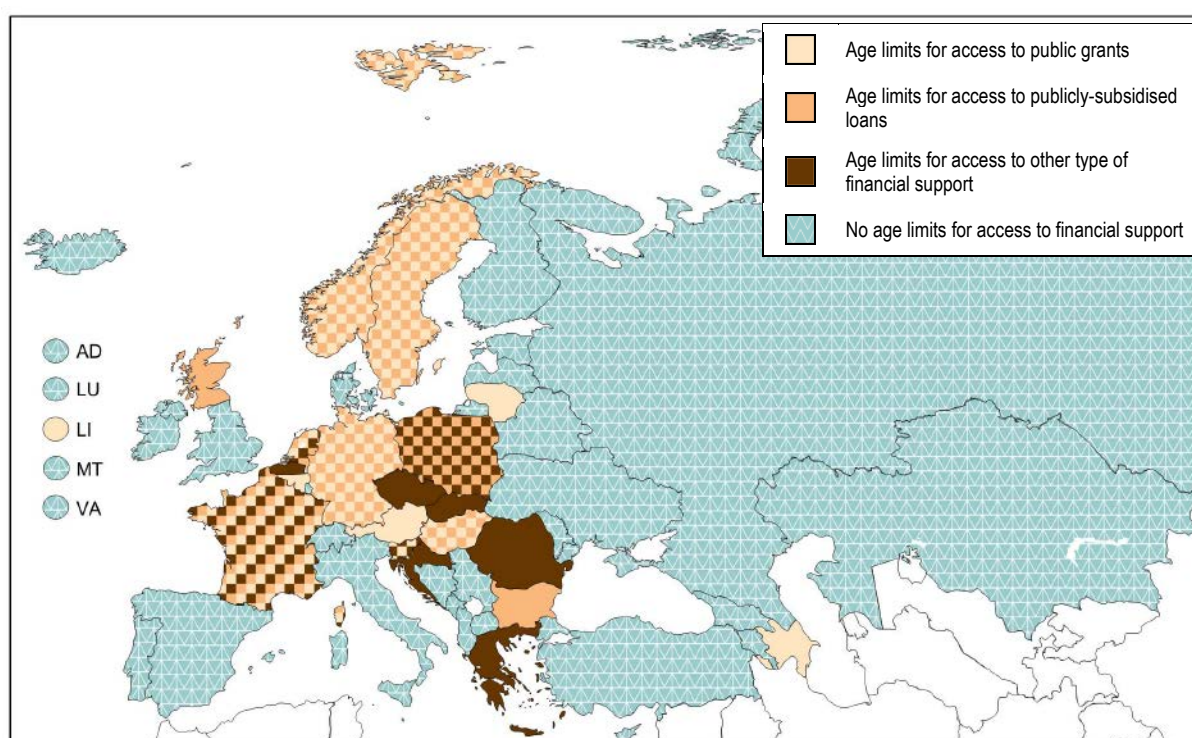 Age limits for access to public grants
Age limits for access to publicly-subsidised
loans
Age limits for access to other type of
financial support
No age limits for access to financial support
AD
LU
LI
MT
VA